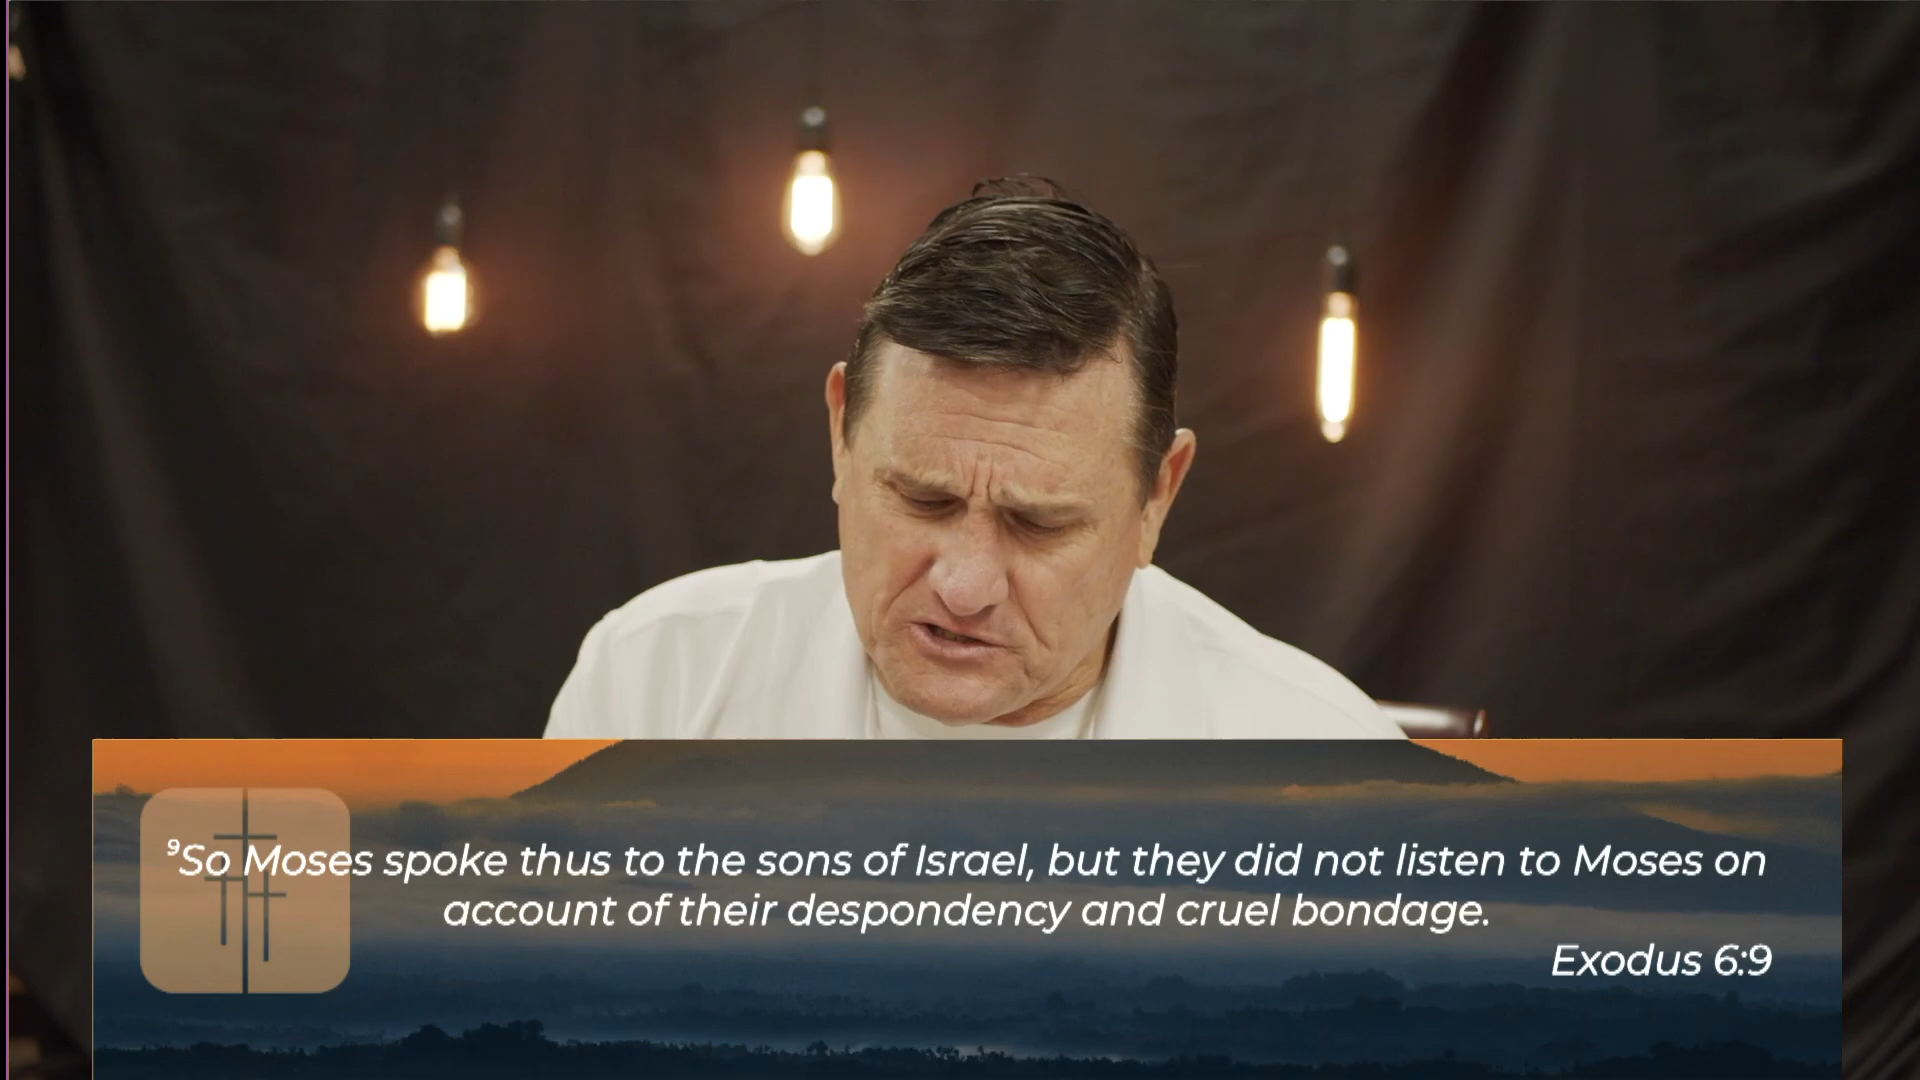 ⁹So Moses spoke thus to the sons of Israel, but they did not listen to Moses on
account of their despondency and cruel bondage.
Exodus 6:9